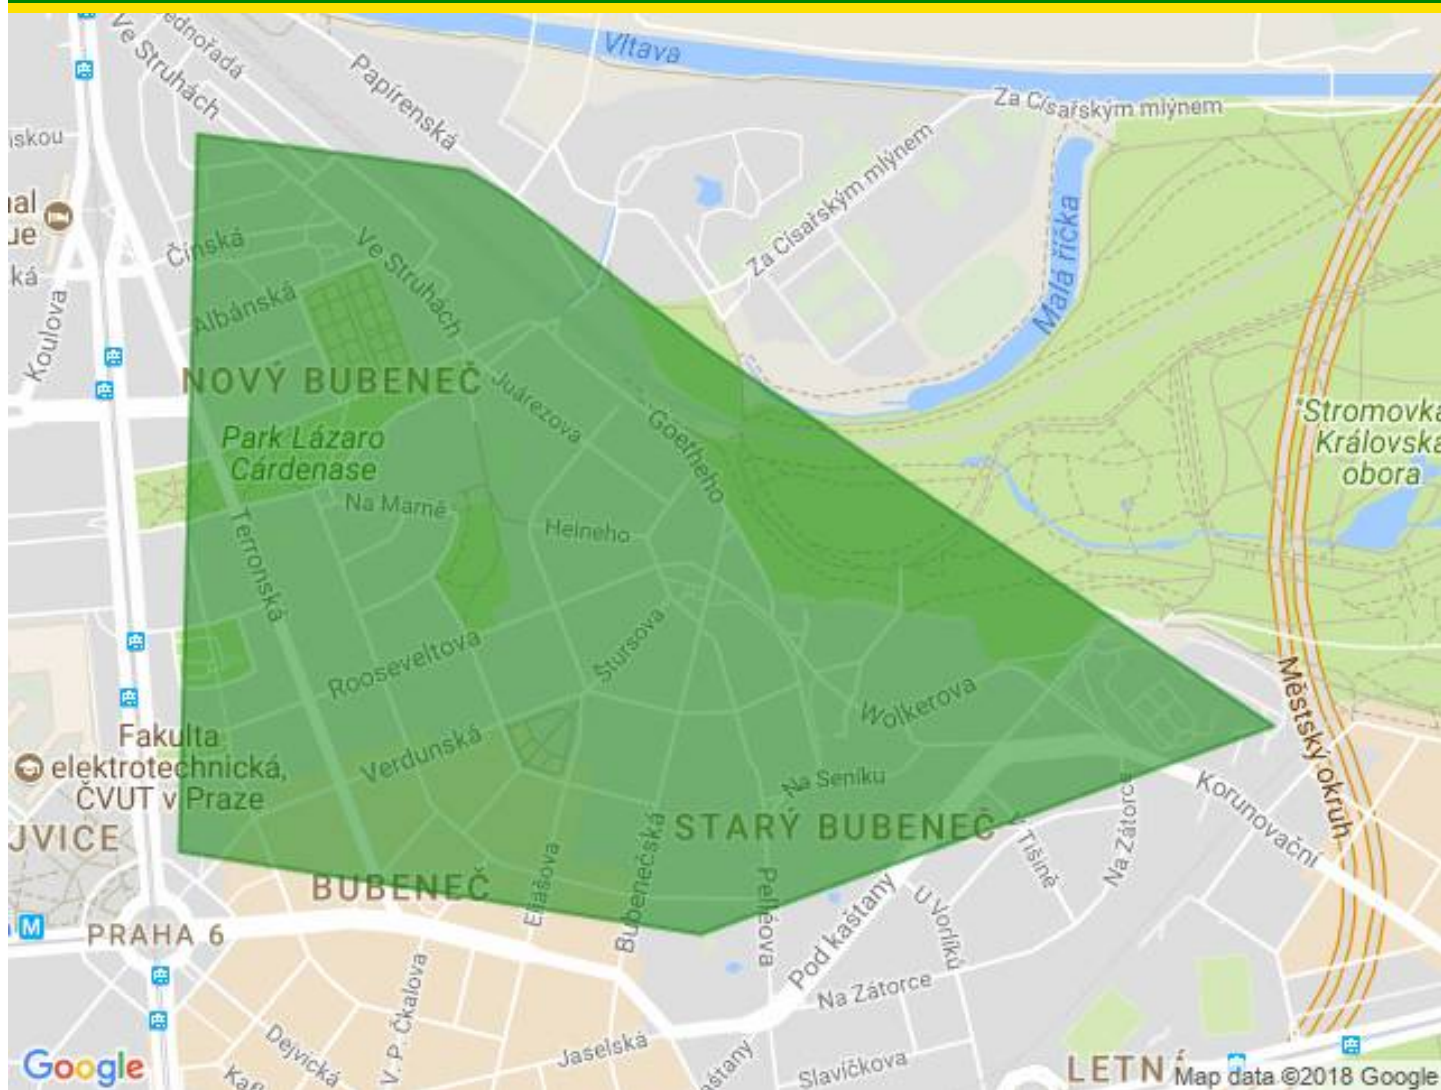 Vltava
Ve Struhách
Papírenská
Za Císařským mlýnem
Za Císařským mlýnem
Malá říčka
Čínská
Ve Struhách
Albánská
Koulova
NOVÝ BUBENEČ
Juárezova
Goetheho
"Stromovka
Královská
obora
Park Lázaro
Cárdenase
Na Marně
Heineho
Terronská
Štursova
Rooseveltova
Wolkerova
Městský okruh
Fakulta
elektrotechnická,
ČVUT v Praze
Verdunská
Na Seníku
Korunovační
JVICE
STARÝ BUBENEČ
V Tišině
Na Zátorce
BUBENEČ
Eliášova
Bubenečská
Pelléova
Pod kaštany
U Vorlíků
M
PRAHA 6
Na Zátorce
V. P. Čkalova
Dejvická
Jaselská
Slavíčkova
LETNÁ
Google
Map data ©2018 Google